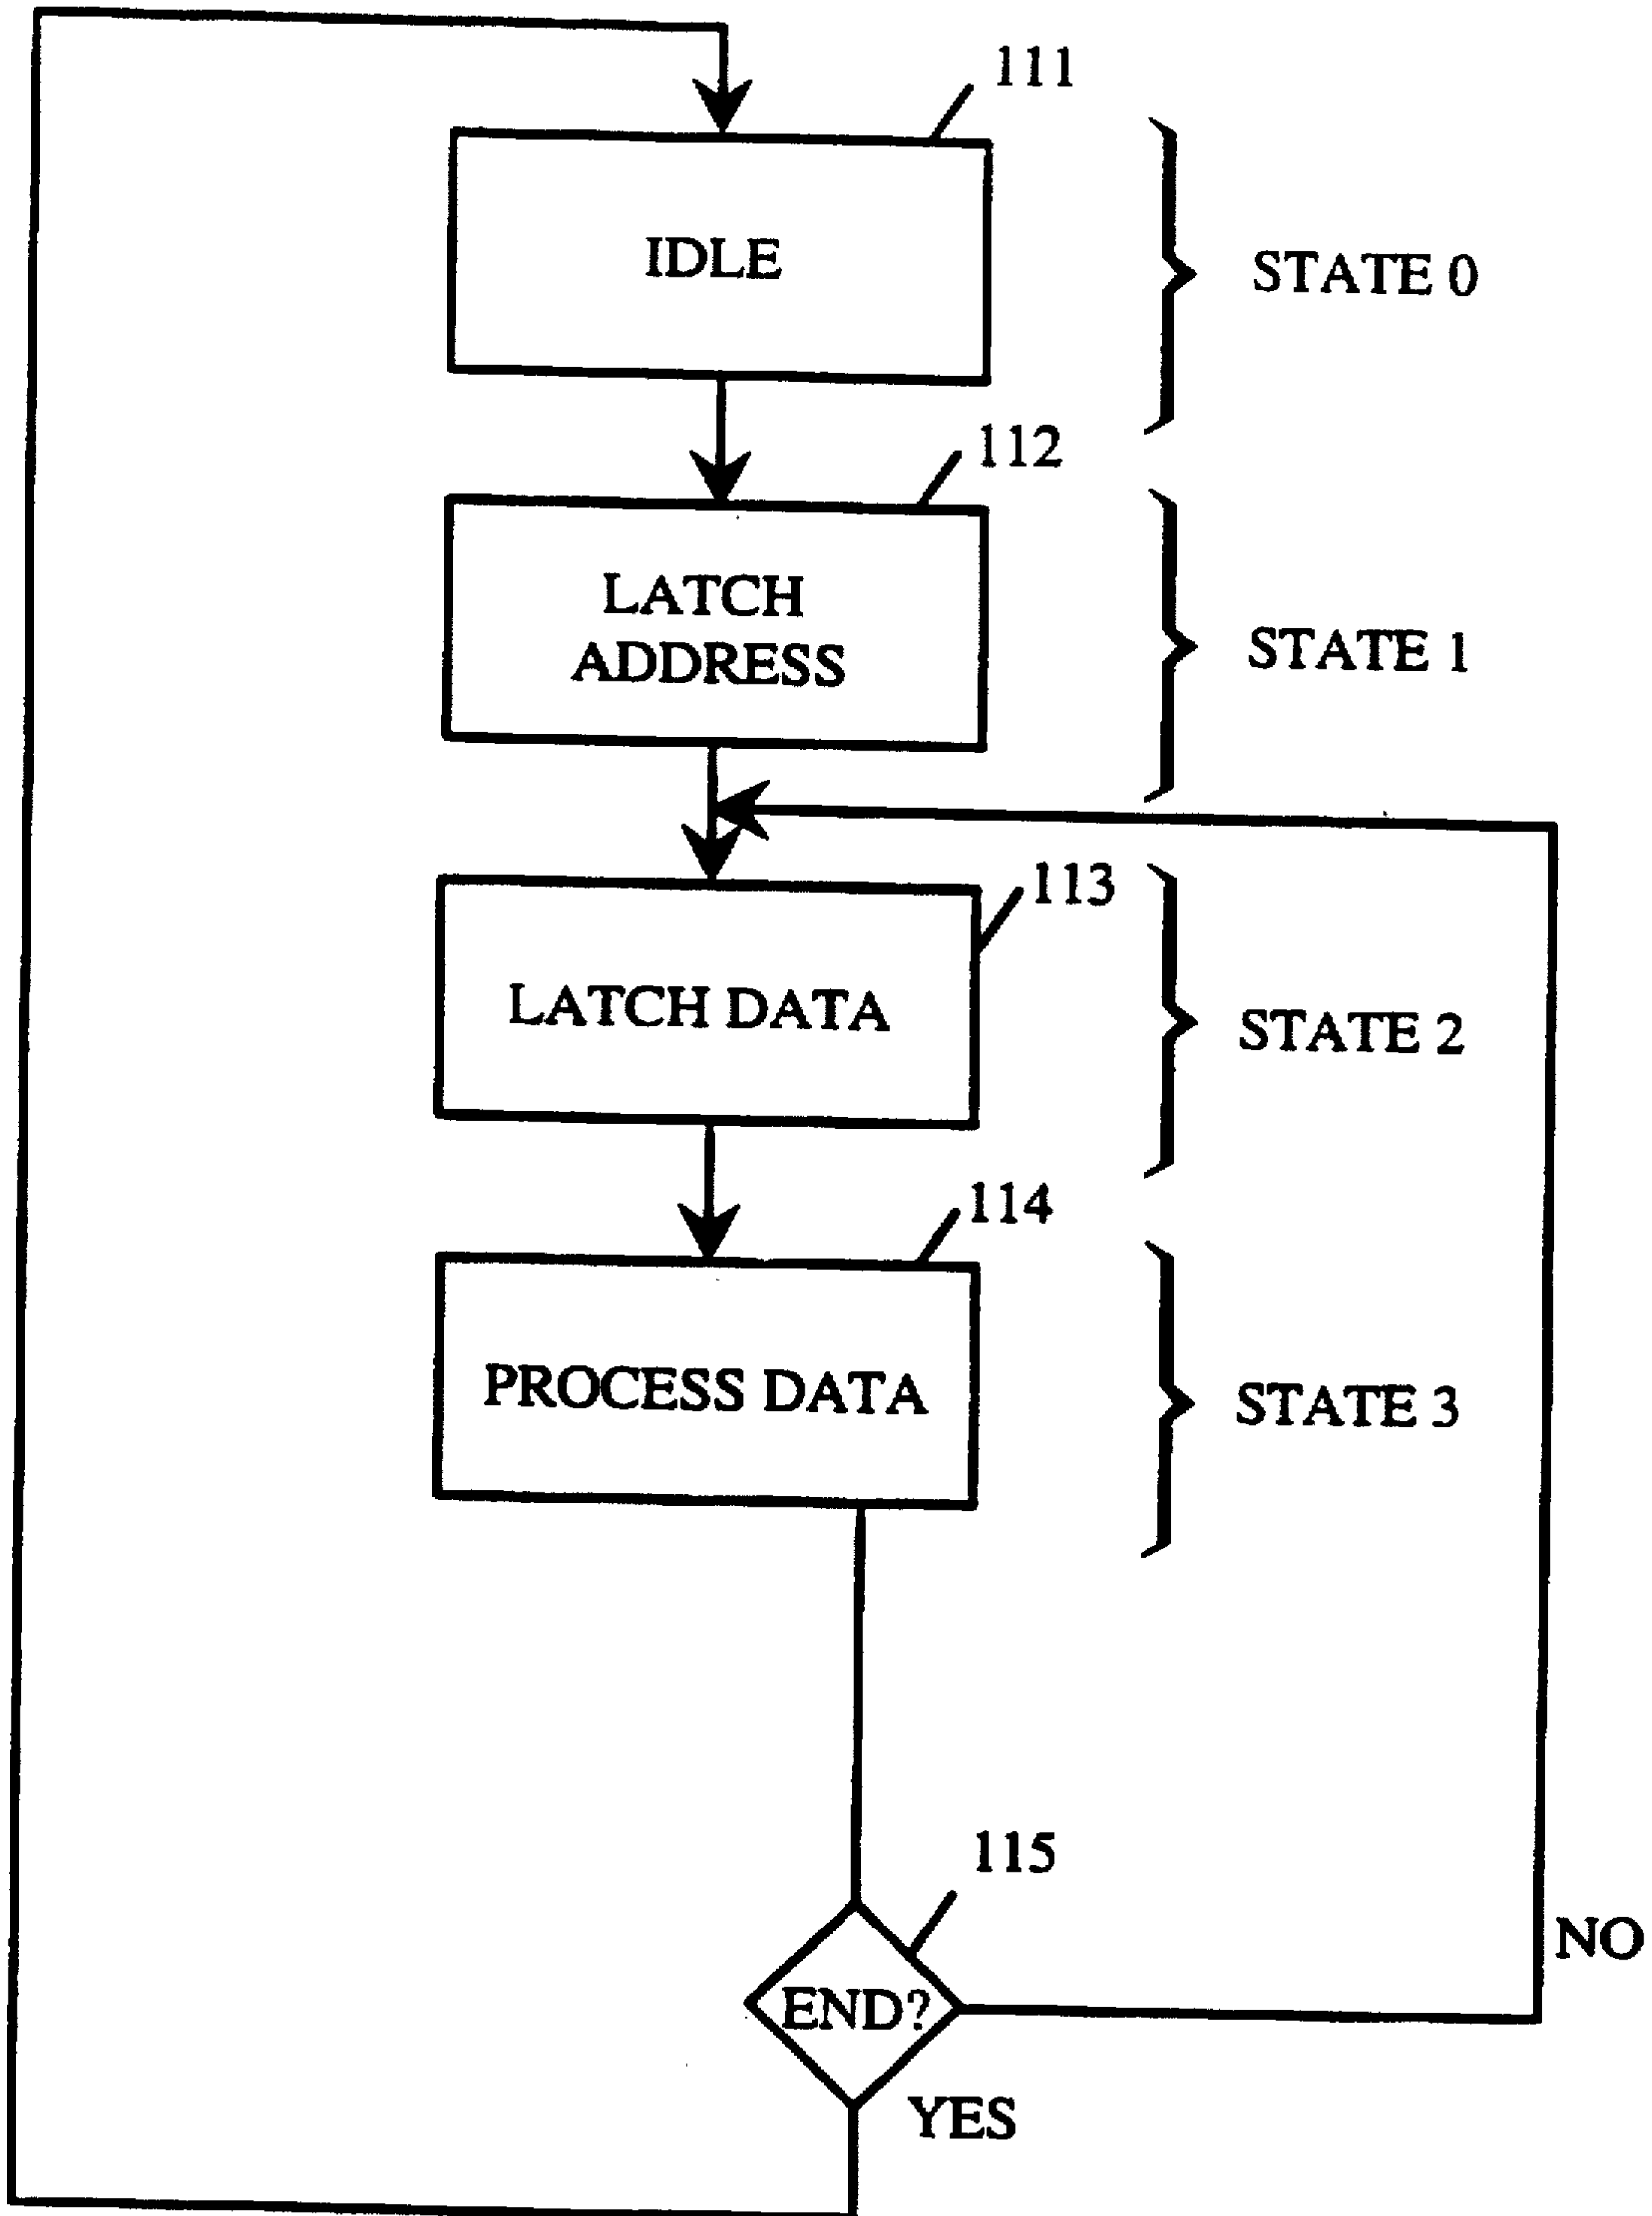 111
IDLE
STATE 0
112
LATCH
ADDRESS
STATE 1
113
LATCH DATA
STATE 2
114
PROCESS DATA
STATE 3
115
END?
NO
YES